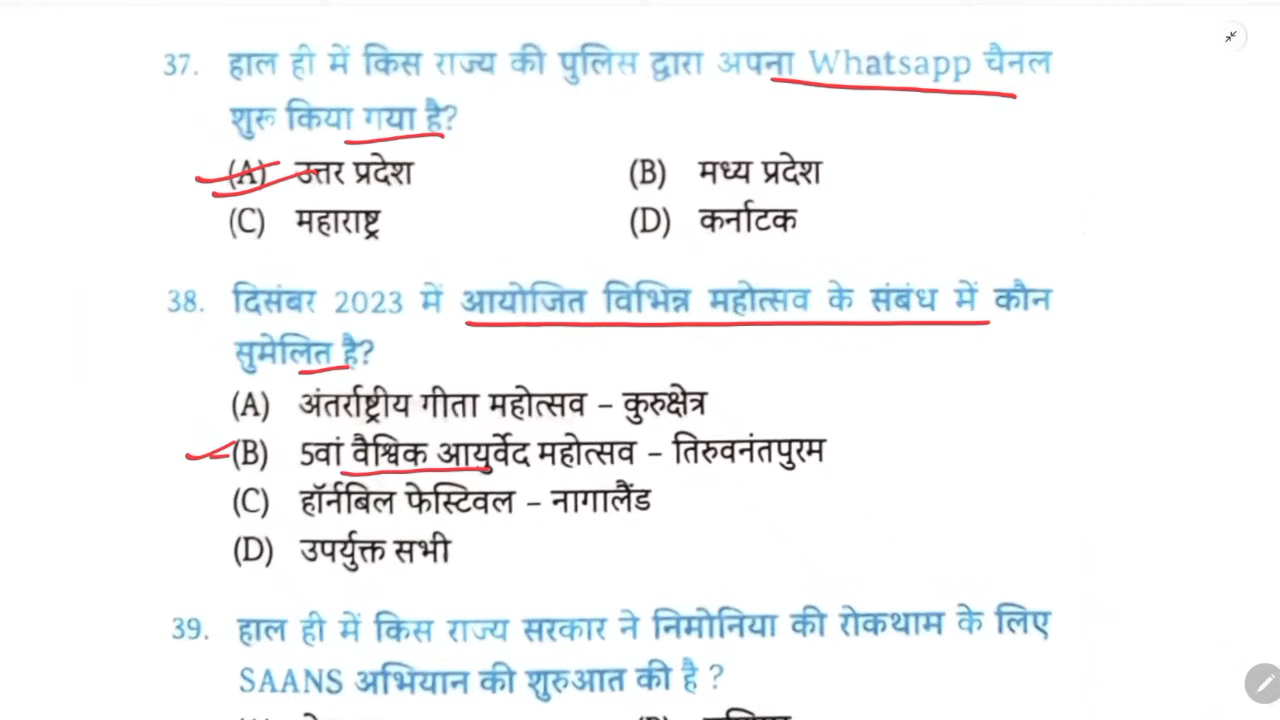 37. हाल ही में किस राज्य की पुलिस द्वारा अपना Whatsapp चैनल
शुरू किया गया है?
(A) उत्तर प्रदेश (B) मध्य प्रदेश
(C) महाराष्ट्र (D) कर्नाटक
38. दिसंबर 2023 में आयोजित विभिन्न महोत्सव के संबंध में कौन
सुमेलित है?
(A) अंतर्राष्ट्रीय गीता महोत्सव – कुरुक्षेत्र
(B) 5वां वैश्विक आयुर्वेद महोत्सव – तिरुवनंतपुरम
(C) हॉर्नबिल फेस्टिवल – नागालैंड
(D) उपर्युक्त सभी
39. हाल ही में किस राज्य सरकार ने निमोनिया की रोकथाम के लिए
SAANS अभियान की शुरुआत की है ?